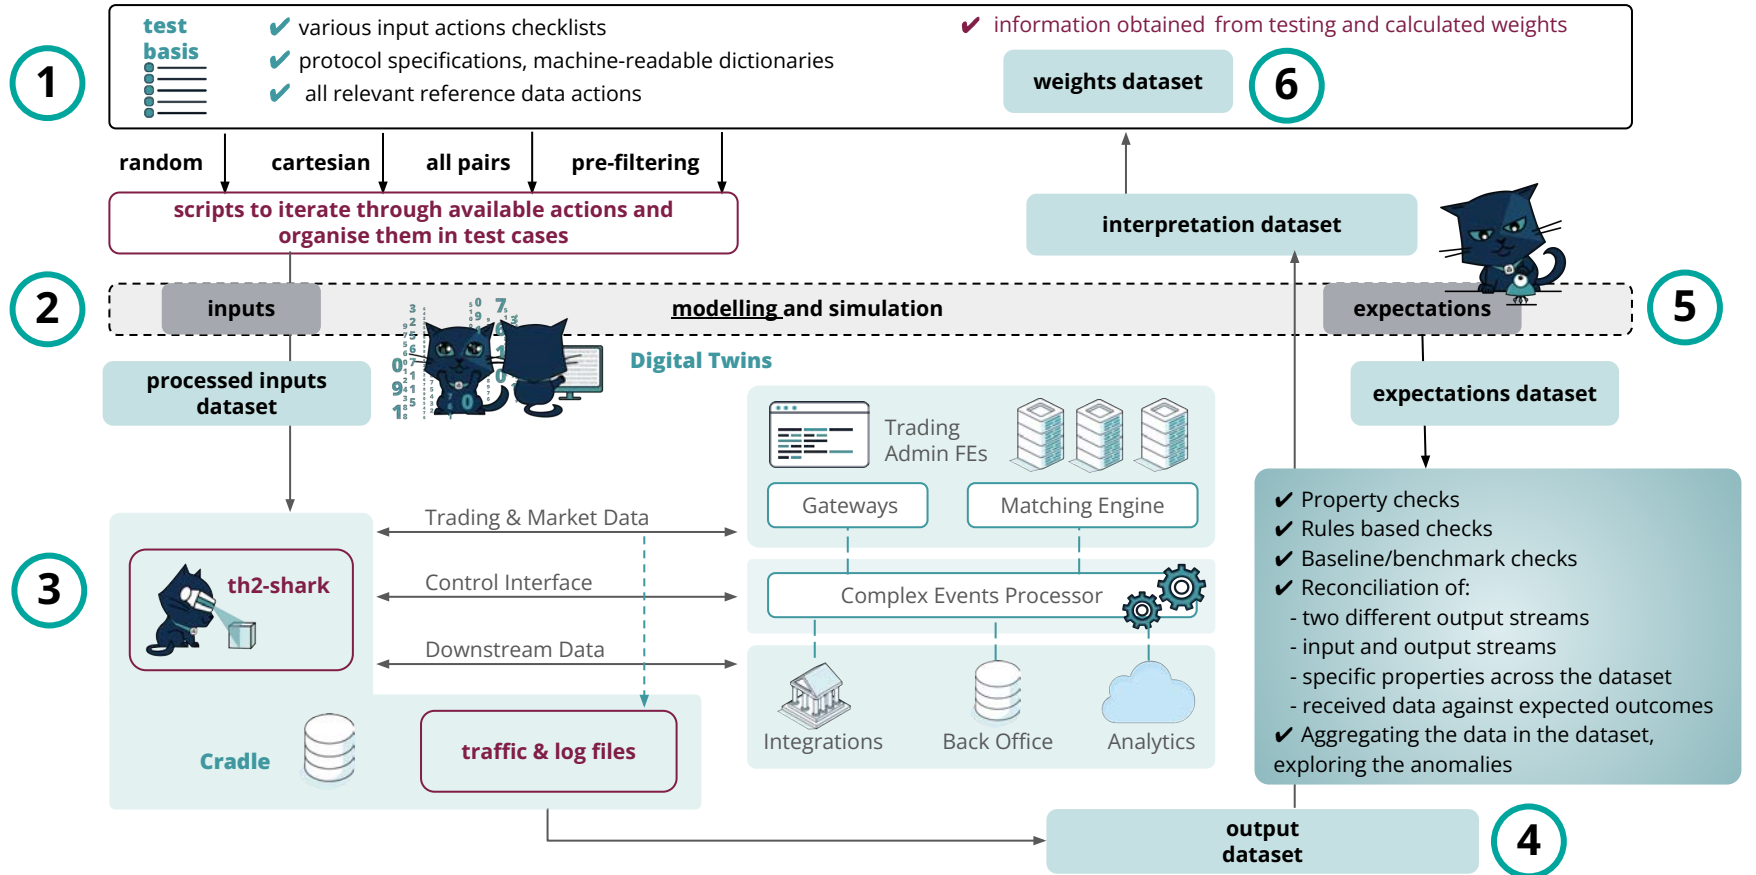 1
test
basis
✔ various input actions checklists
✔ protocol specifications, machine-readable dictionaries
✔ all relevant reference data actions
✔ information obtained from testing and calculated weights
weights dataset
6
random
cartesian
all pairs
pre-filtering
scripts to iterate through available actions and
organise them in test cases
interpretation dataset
2
inputs
modelling and simulation
expectations
5
processed inputs
dataset
Digital Twins
expectations dataset
Trading
Admin FEs
Gateways
Matching Engine
Trading & Market Data
Control Interface
Downstream Data
3
th2-shark
Complex Events Processor
Integrations
Back Office
Analytics
Cradle
traffic & log files
✔ Property checks
✔ Rules based checks
✔ Baseline/benchmark checks
✔ Reconciliation of:
- two different output streams
- input and output streams
- specific properties across the dataset
- received data against expected outcomes
✔ Aggregating the data in the dataset,
exploring the anomalies
output
dataset
4